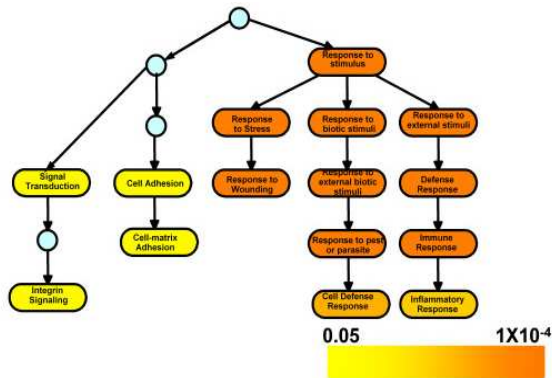 Response to
stimulus
Response
to Stress
Response to
biotic stimuli
Response to
external stimuli
Signal
Transduction
Cell Adhesion
Response to
Wounding
Response to
external biotic
stimuli
Defense
Response
Cell-matrix
Adhesion
Response to pest
or parasite
Immune
Response
Integrin
Signaling
Cell Defense
Response
Inflammatory
Response
0.05
1X10⁻⁴